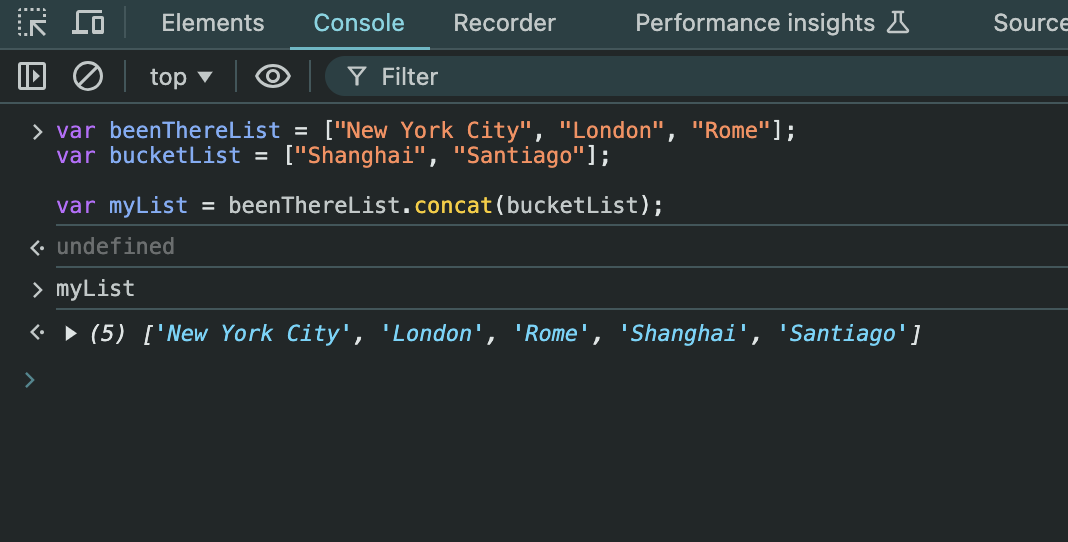 Elements Console Recorder Performance insights Source
top Filter
var beenThereList = ["New York City", "London", "Rome"];
var bucketList = ["Shanghai", "Santiago"];
var myList = beenThereList.concat(bucketList);
undefined
myList
(5) ['New York City', 'London', 'Rome', 'Shanghai', 'Santiago']